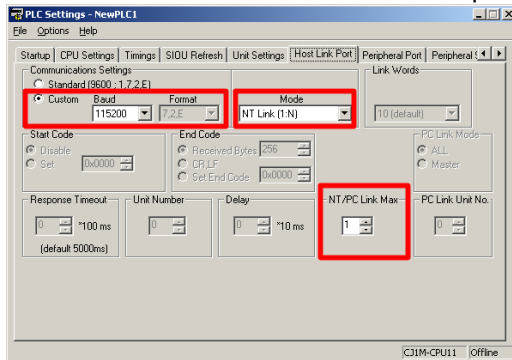 PLC Settings - NewPLC1
File Options Help
Startup CPU Settings Timings SIOU Refresh Unit Settings Host Link Port Peripheral Port Peripheral S
Communications Settings
Link Words
Standard (9600 ; 1,7,2,E)
Custom Baud Format Mode
115200 7,2,E NT Link (1:N) 10 (default)
Start Code End Code PC Link Mode
Disable Received Bytes 256 ALL
Set 0x0000 CR,LF Master
Set End Code 0x0000
Response Timeout Unit Number Delay NT/PC Link Max PC Link Unit No.
0 *100 ms 0 0 *10 ms 1 0
(default 5000ms)
CJ1M-CPU11 Offline